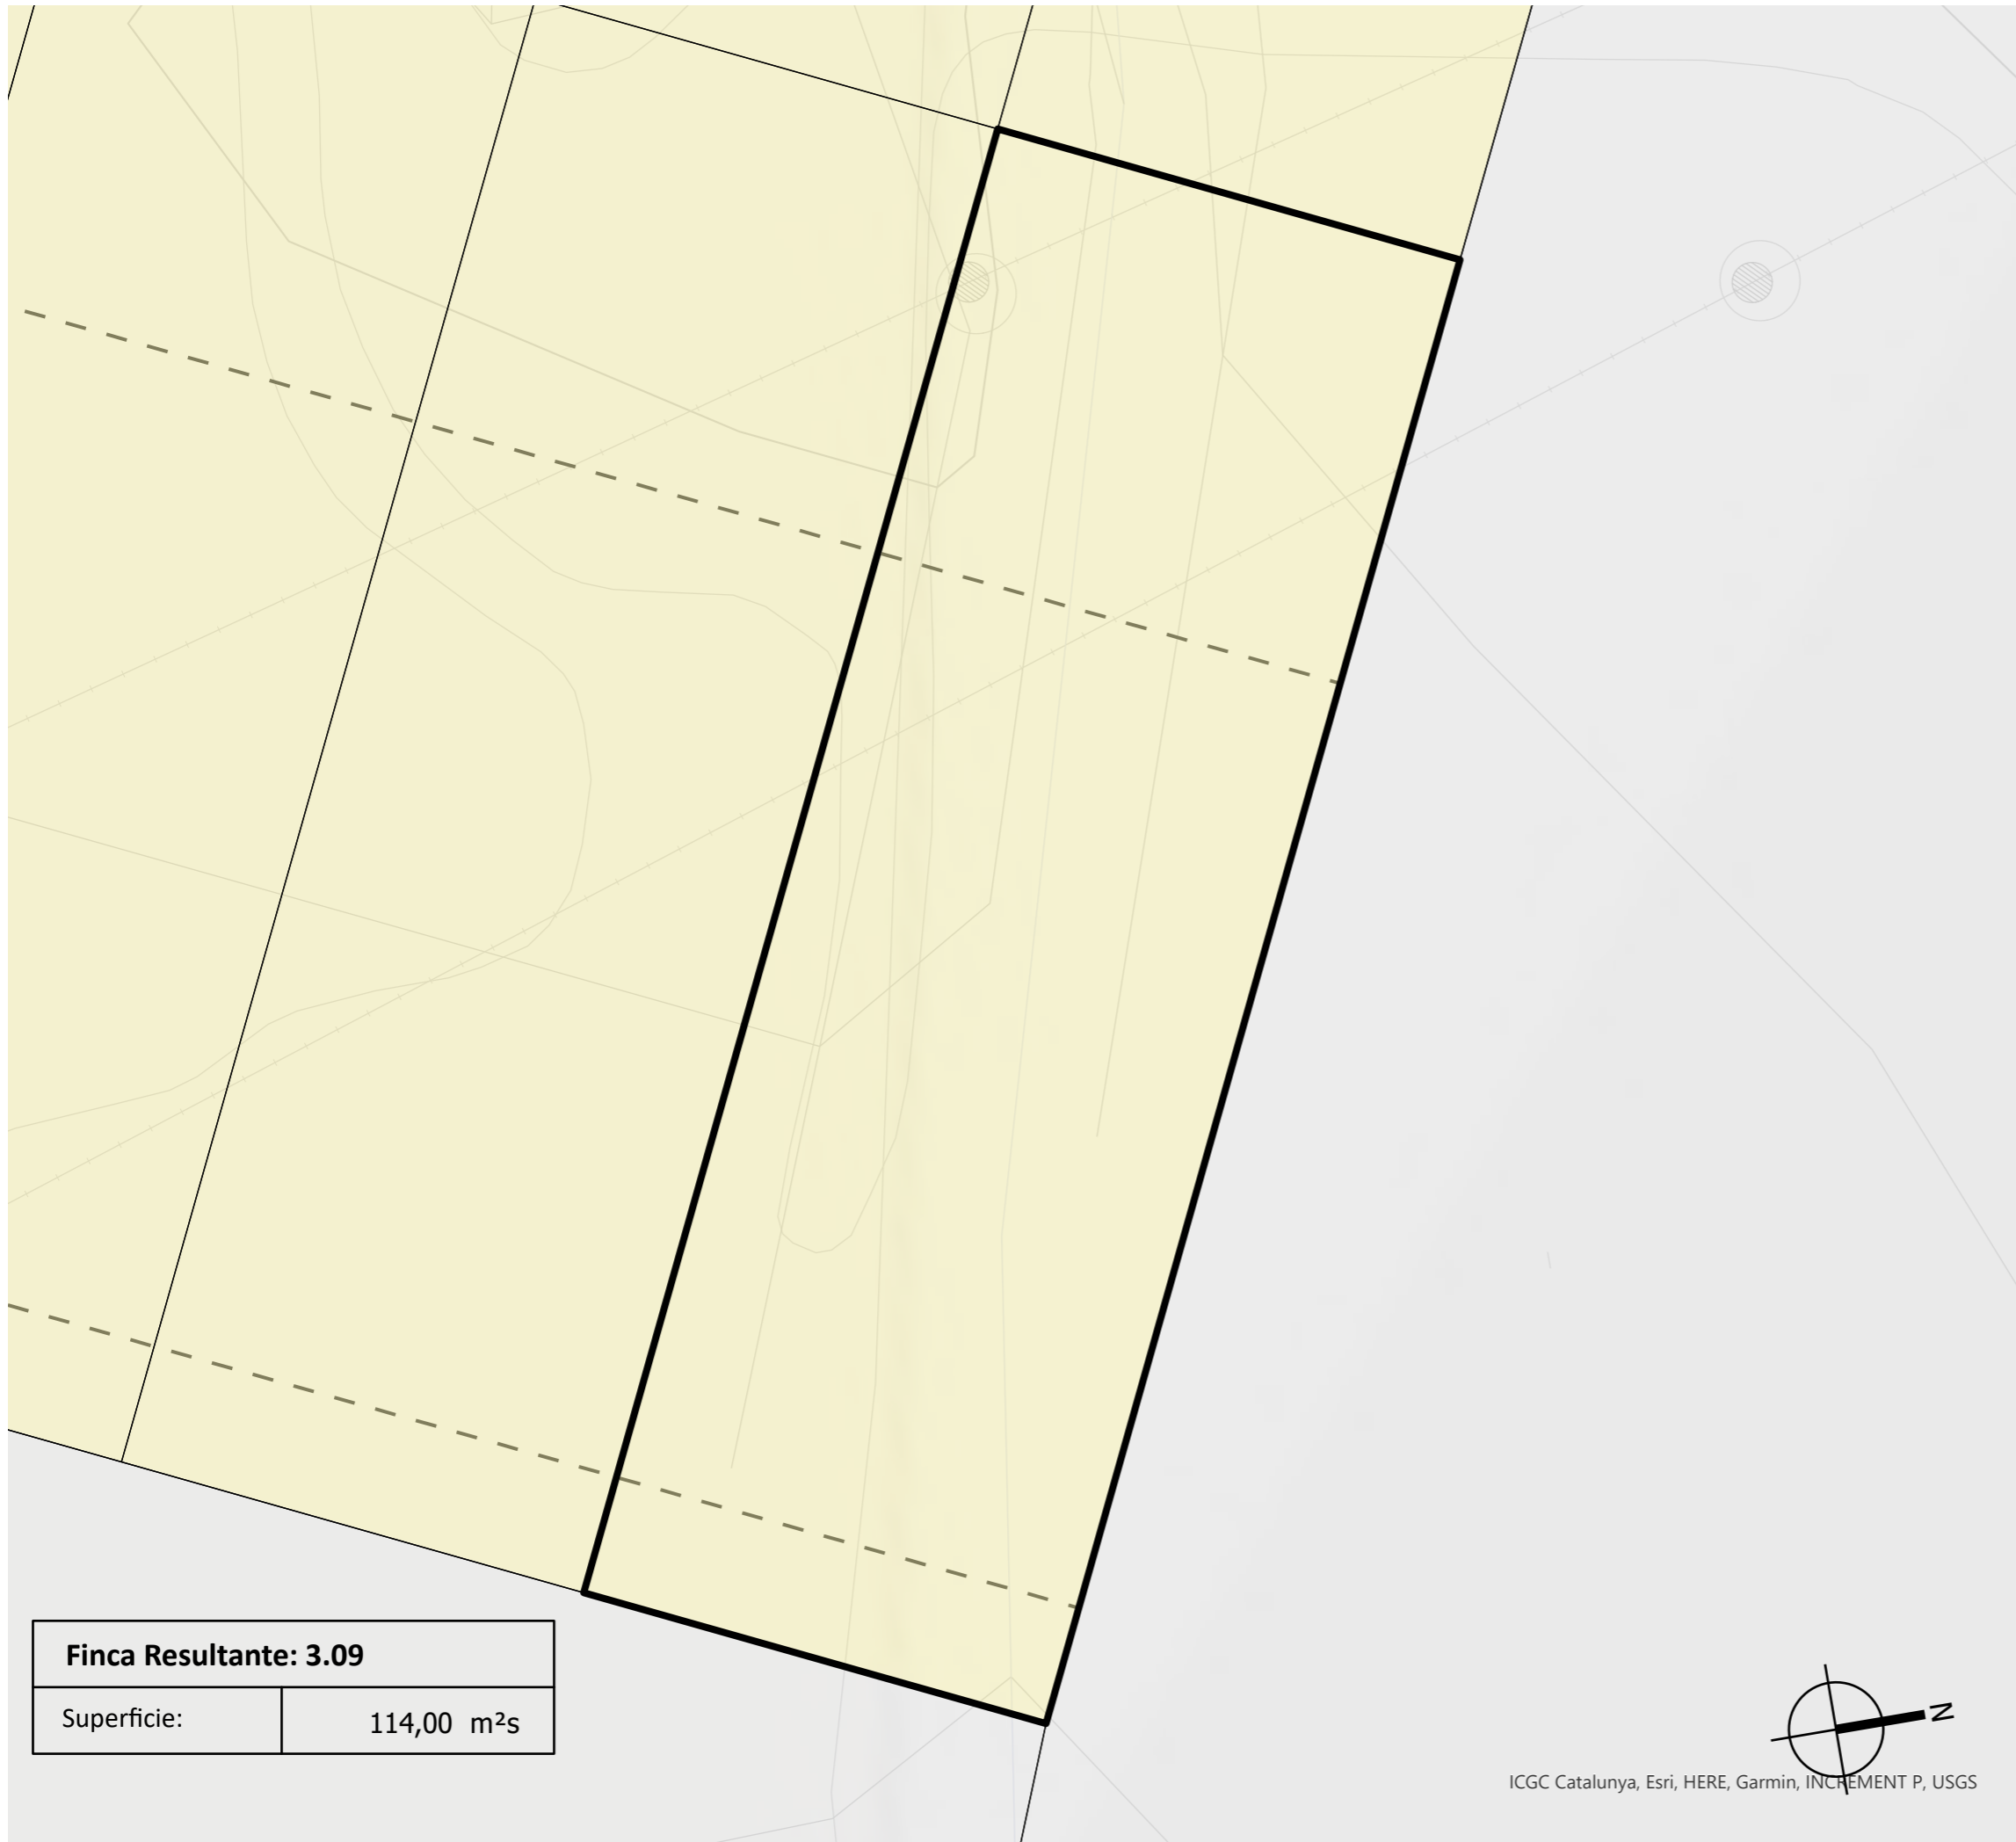 Finca Resultante: 3.09
Superficie: 114,00 m²s
N
ICGC Catalunya, Esri, HERE, Garmin, INCREMENT P, USGS